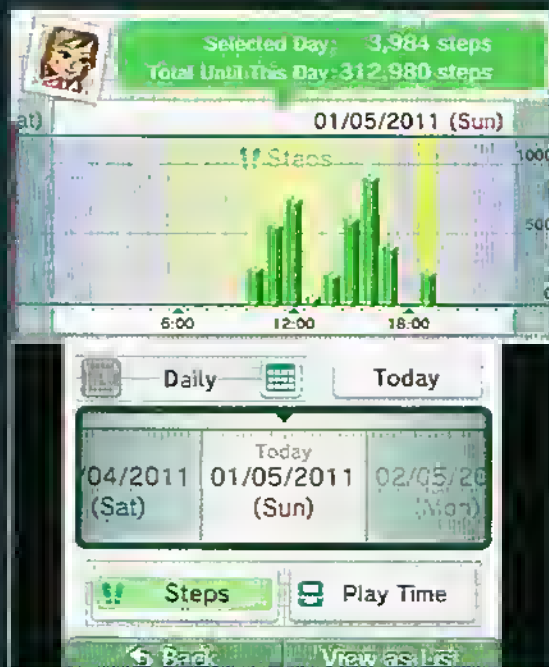 Selected Day: 3,984 steps
Total Until This Day: 312,980 steps
at)
01/05/2011 (Sun)
Steps
1000
500
0
6:00
12:00
18:00
Daily
Today
Today
/04/2011
01/05/2011
02/05/20
(Sat)
(Sun)
(Mon)
Steps
Play Time
Back
View as List